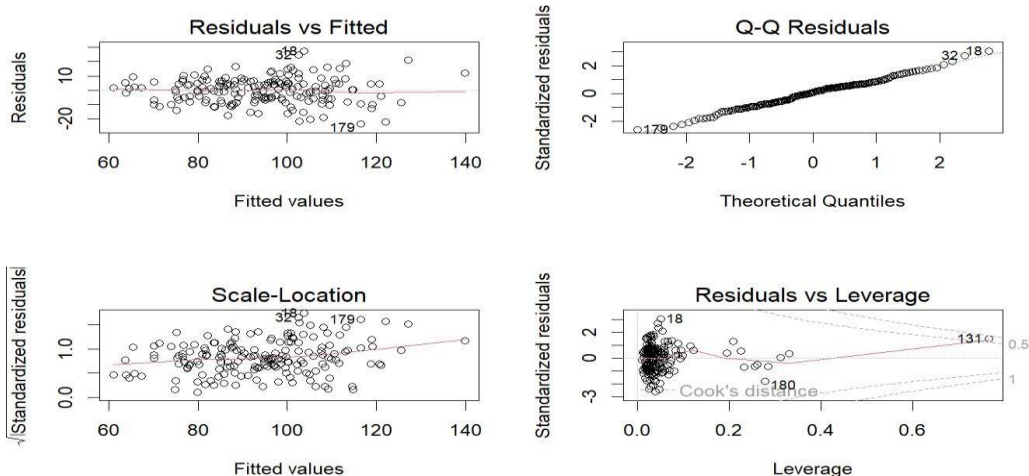 Residuals vs Fitted
Residuals
10
-20
18
32
179
60 80 100 120 140
Fitted values
Q-Q Residuals
Standardized residuals
2
0
-2
32
18
179
-2 -1 0 1 2
Theoretical Quantiles
Scale-Location
√|Standardized residuals|
1.0
0.0
18
32
179
60 80 100 120 140
Fitted values
Residuals vs Leverage
Standardized residuals
2
0
-3
18
131
180
0.5
1
Cook's distance
0.0 0.2 0.4 0.6
Leverage